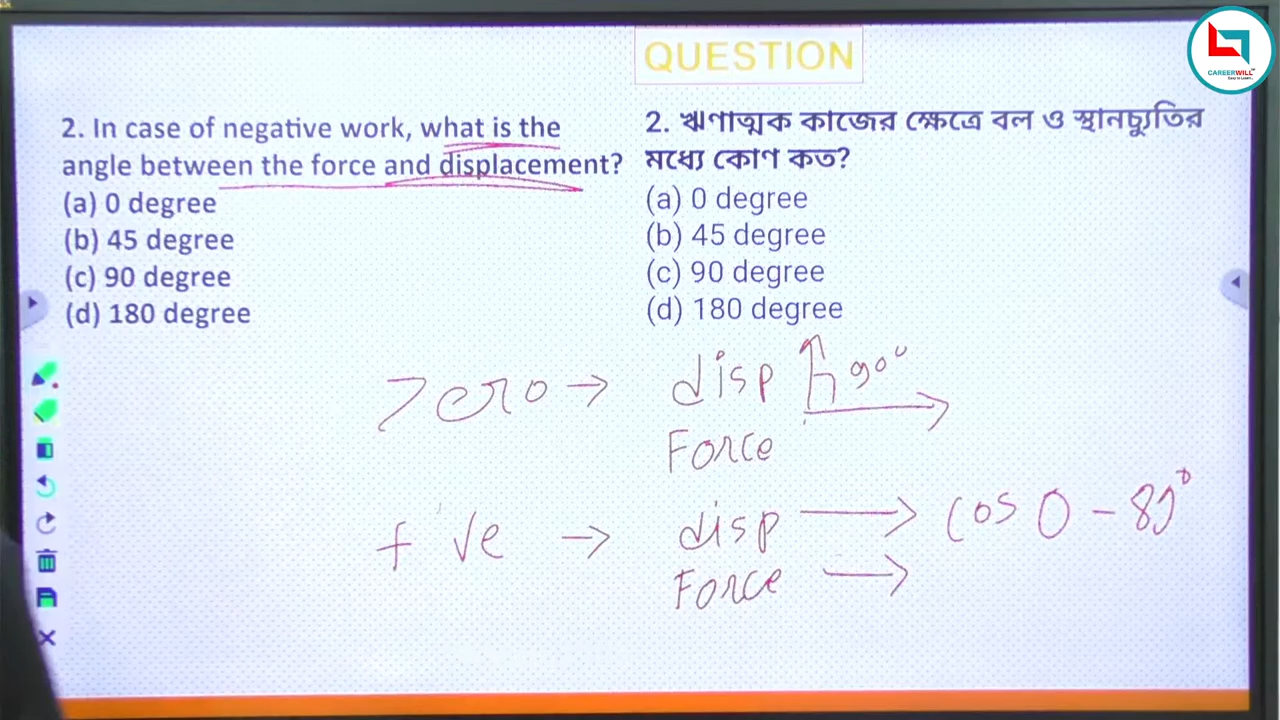 QUESTION
CAREERWILL
2. In case of negative work, what is the
angle between the force and displacement?
(a) 0 degree
(b) 45 degree
(c) 90 degree
(d) 180 degree
2. ঋণাত্মক কাজের ক্ষেত্রে বল ও স্থানচ্যুতির
মধ্যে কোণ কত?
(a) 0 degree
(b) 45 degree
(c) 90 degree
(d) 180 degree
Zero → disp 90°
Force
+ ve → disp → cos 0 - 89°
Force →